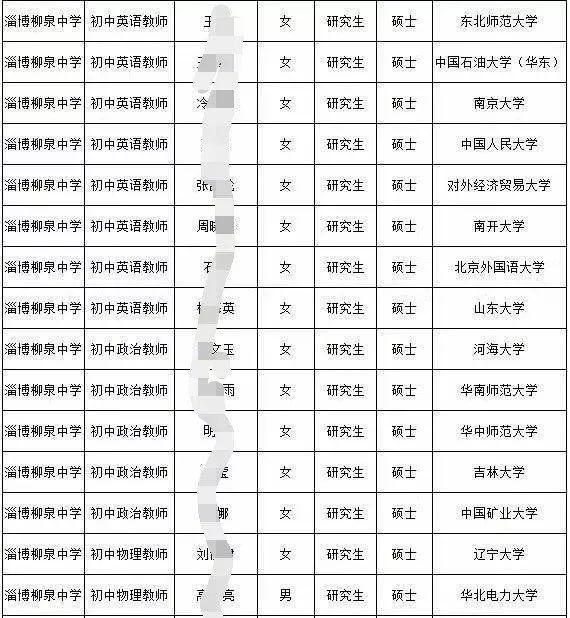 淄博柳泉中学 初中英语教师 王 女 研究生 硕士 东北师范大学
淄博柳泉中学 初中英语教师 女 研究生 硕士 中国石油大学（华东）
淄博柳泉中学 初中英语教师 冷 女 研究生 硕士 南京大学
淄博柳泉中学 初中英语教师 女 研究生 硕士 中国人民大学
淄博柳泉中学 初中英语教师 张 女 研究生 硕士 对外经济贸易大学
淄博柳泉中学 初中英语教师 周 女 研究生 硕士 南开大学
淄博柳泉中学 初中英语教师 石 女 研究生 硕士 北京外国语大学
淄博柳泉中学 初中英语教师 英 女 研究生 硕士 山东大学
淄博柳泉中学 初中政治教师 文玉 女 研究生 硕士 河海大学
淄博柳泉中学 初中政治教师 雨 女 研究生 硕士 华南师范大学
淄博柳泉中学 初中政治教师 明 女 研究生 硕士 华中师范大学
淄博柳泉中学 初中政治教师 莹 女 研究生 硕士 吉林大学
淄博柳泉中学 初中政治教师 娜 女 研究生 硕士 中国矿业大学
淄博柳泉中学 初中物理教师 刘 女 研究生 硕士 辽宁大学
淄博柳泉中学 初中物理教师 高 亮 男 研究生 硕士 华北电力大学